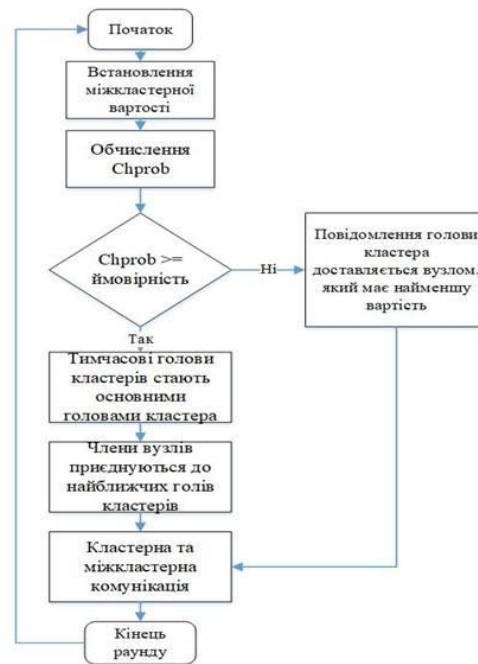 Початок
Встановлення
міжкластерної
вартості
Обчислення
Chprob
Chprob >=
ймовірність
Ні
Повідомлення голови
кластера
доставляється вузлом,
який має найменшу
вартість
Так
Тимчасові голови
кластерів стають
основними
головами кластера
Члени вузлів
приєднуються до
найближчих голів
кластерів
Кластерна та
міжкластерна
комунікація
Кінець
раунду